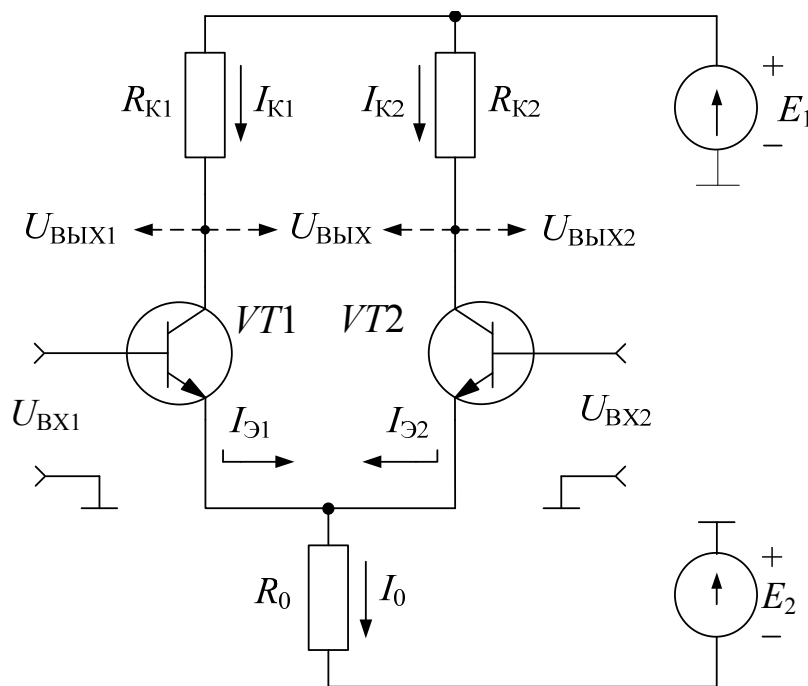 R_К1 I_К1 I_К2 R_К2 + E_1 −
U_ВЫХ1 U_ВЫХ U_ВЫХ2
VT1 VT2
U_ВХ1 I_Э1 I_Э2 U_ВХ2
R_0 I_0 + E_2 −